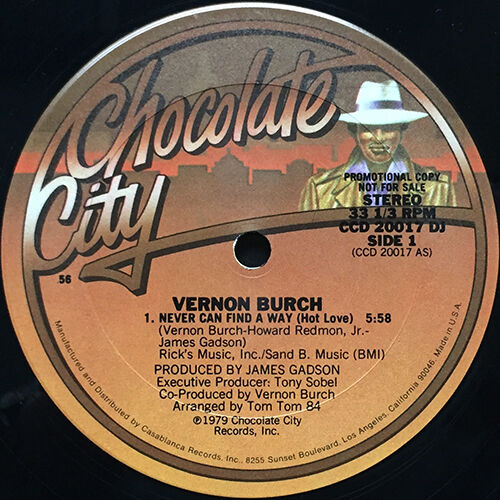 Chocolate
City
PROMOTIONAL COPY
NOT FOR SALE
STEREO
33 1/3 RPM
CCD 20017 DJ
SIDE 1
(CCD 20017 AS)
56
VERNON BURCH
1. NEVER CAN FIND A WAY (Hot Love) 5:58
(Vernon Burch-Howard Redmon, Jr.-
James Gadson)
Rick's Music, Inc./Sand B. Music (BMI)
PRODUCED BY JAMES GADSON
Executive Producer: Tony Sobel
Co-Produced by Vernon Burch
Arranged by Tom Tom 84
℗1979 Chocolate City
Records, Inc.
Manufactured and Distributed by Casablanca Records, Inc., 8255 Sunset Boulevard, Los Angeles, California 90046. Made in U.S.A.